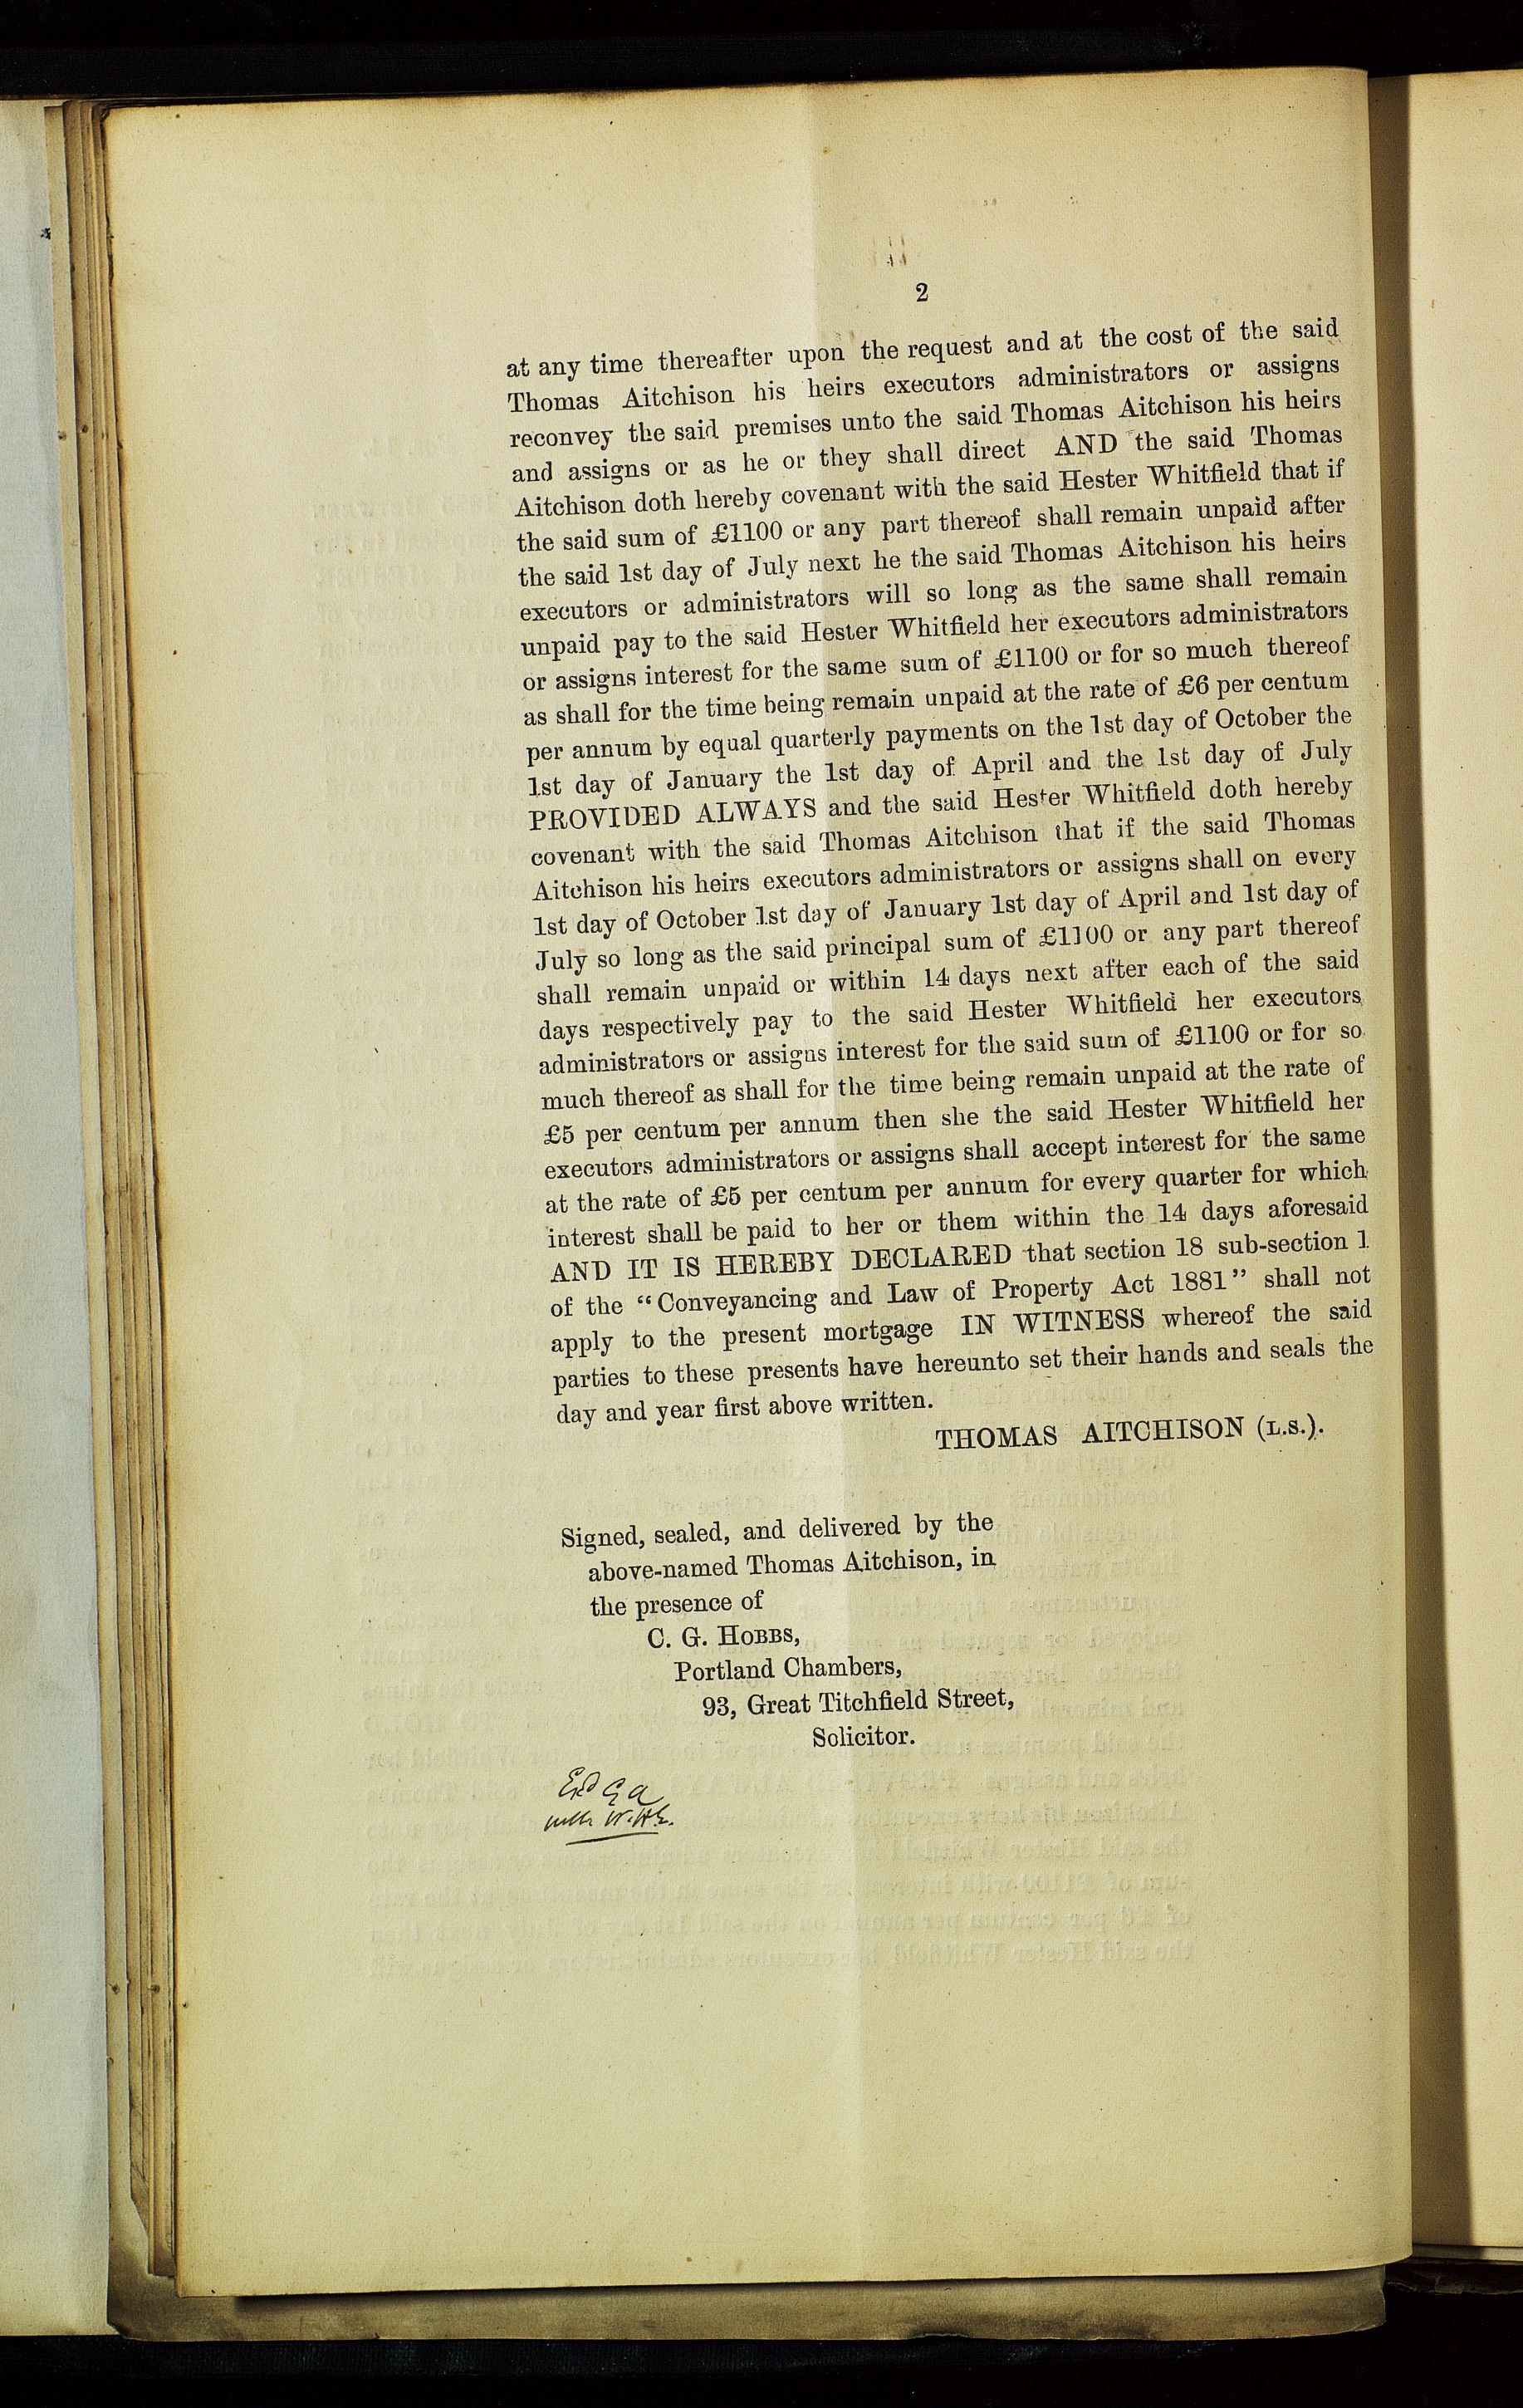 2
at any time thereafter upon the request and at the cost of the said
Thomas Aitchison his heirs executors administrators or assigns
reconvey the said premises unto the said Thomas Aitchison his heirs
and assigns or as he or they shall direct AND the said Thomas
Aitchison doth hereby covenant with the said Hester Whitfield that if
the said sum of £1100 or any part thereof shall remain unpaid after
the said 1st day of July next he the said Thomas Aitchison his heirs
executors or administrators will so long as the same shall remain
unpaid pay to the said Hester Whitfield her executors administrators
or assigns interest for the same sum of £1100 or for so much thereof
as shall for the time being remain unpaid at the rate of £6 per centum
per annum by equal quarterly payments on the 1st day of October the
1st day of January the 1st day of April and the 1st day of July
PROVIDED ALWAYS and the said Hester Whitfield doth hereby
covenant with the said Thomas Aitchison that if the said Thomas
Aitchison his heirs executors administrators or assigns shall on every
1st day of October 1st day of January 1st day of April and 1st day of
July so long as the said principal sum of £1100 or any part thereof
shall remain unpaid or within 14 days next after each of the said
days respectively pay to the said Hester Whitfield her executors
administrators or assigns interest for the said sum of £1100 or for so
much thereof as shall for the time being remain unpaid at the rate of
£5 per centum per annum then she the said Hester Whitfield her
executors administrators or assigns shall accept interest for the same
at the rate of £5 per centum per annum for every quarter for which
interest shall be paid to her or them within the 14 days aforesaid
AND IT IS HEREBY DECLARED that section 18 sub-section 1
of the “Conveyancing and Law of Property Act 1881” shall not
apply to the present mortgage IN WITNESS whereof the said
parties to these presents have hereunto set their hands and seals the
day and year first above written.
THOMAS AITCHISON (L.S.).
Signed, sealed, and delivered by the
above-named Thomas Aitchison, in
the presence of
C. G. HOBBS,
Portland Chambers,
93, Great Titchfield Street,
Solicitor.